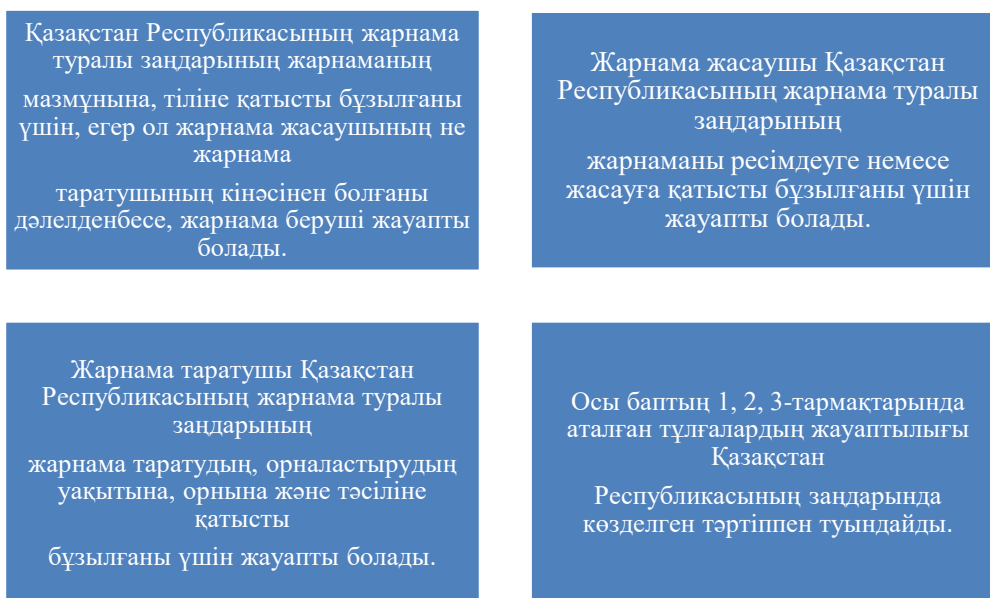 Қазақстан Республикасының жарнама
туралы заңдарының жарнаманың
мазмұнына, тіліне қатысты бұзылғаны
үшін, егер ол жарнама жасаушының не
жарнама
таратушының кінәсінен болғаны
дәлелденбесе, жарнама беруші жауапты
болады.
Жарнама жасаушы Қазақстан
Республикасының жарнама туралы
заңдарының
жарнаманы ресімдеуге немесе
жасауға қатысты бұзылғаны үшін
жауапты болады.
Жарнама таратушы Қазақстан
Республикасының жарнама туралы
заңдарының
жарнама таратудың, орналастырудың
уақытына, орнына және тәсіліне
қатысты
бұзылғаны үшін жауапты болады.
Осы баптың 1, 2, 3-тармақтарында
аталған тұлғалардың жауаптылығы
Қазақстан
Республикасының заңдарында
көзделген тәртіппен туындайды.